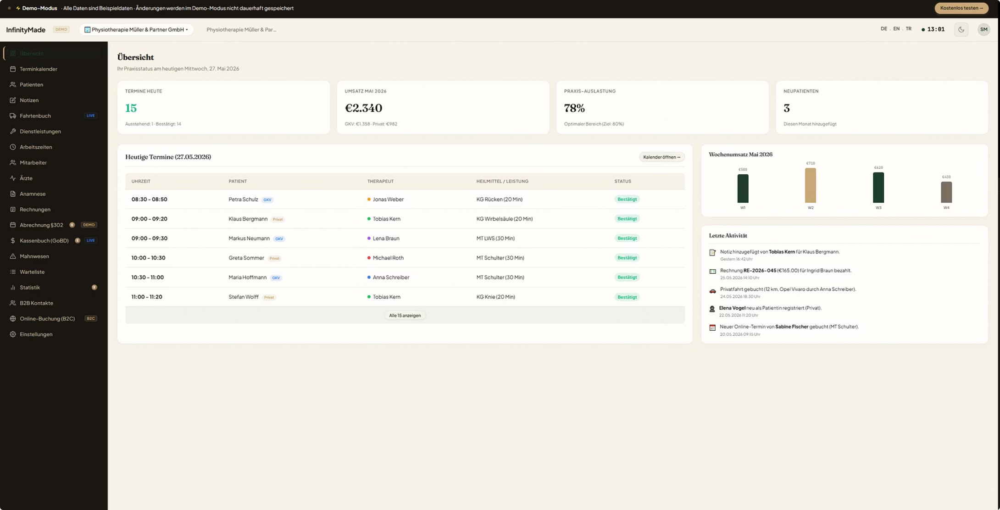 ⚡ Demo-Modus · Alle Daten sind Beispieldaten · Änderungen werden im Demo-Modus nicht dauerhaft gespeichert
Kostenlos testen →
InfinityMade DEMO Physiotherapie Müller & Partner GmbH ▾ Physiotherapie Müller & Par...
DE . EN . TR 13:01 SM
Übersicht
Terminkalender
Patienten
Notizen
Fahrtenbuch LIVE
Dienstleistungen
Arbeitszeiten
Mitarbeiter
Ärzte
Anamnese
Rechnungen
Abrechnung §302 E DEMO
Kassenbuch (GoBD) E LIVE
Mahnwesen
Warteliste
Statistik E
B2B Kontakte
Online-Buchung (B2C) B2C
Einstellungen
Übersicht
Ihr Praxisstatus am heutigen Mittwoch, 27. Mai 2026
TERMINE HEUTE
15
Ausstehend: 1 · Bestätigt: 14
UMSATZ MAI 2026
€2.340
GKV: €1.358 · Privat: €982
PRAXIS-AUSLASTUNG
78%
Optimaler Bereich (Ziel: 80%)
NEUPATIENTEN
3
Diesen Monat hinzugefügt
Heutige Termine (27.05.2026)
Kalender öffnen →
UHRZEIT PATIENT THERAPEUT HEILMITTEL / LEISTUNG STATUS
08:30 - 08:50 Petra Schulz GKV Jonas Weber KG Rücken (20 Min) Bestätigt
09:00 - 09:20 Klaus Bergmann Privat Tobias Kern KG Wirbelsäule (20 Min) Bestätigt
09:00 - 09:30 Markus Neumann GKV Lena Braun MT LWS (30 Min) Bestätigt
10:00 - 10:30 Greta Sommer Privat Michael Roth MT Schulter (30 Min) Bestätigt
10:30 - 11:00 Maria Hoffmann GKV Anna Schreiber MT Schulter (30 Min) Bestätigt
11:00 - 11:20 Stefan Wolff Privat Tobias Kern KG Knie (20 Min) Bestätigt
Alle 15 anzeigen
Wochenumsatz Mai 2026
€580 €710 €620 €430
W1 W2 W3 W4
Letzte Aktivität
Notiz hinzugefügt von Tobias Kern für Klaus Bergmann.
Gestern 16:42 Uhr
Rechnung RE-2026-045 (€165,00) für Ingrid Braun bezahlt.
25.05.2026 14:10 Uhr
Privatfahrt gebucht (12 km, Opel Vivaro durch Anna Schreiber).
24.05.2026 18:30 Uhr
Elena Vogel neu als Patientin registriert (Privat).
22.05.2026 11:20 Uhr
Neuer Online-Termin von Sabine Fischer gebucht (MT Schulter).
20.05.2026 09:15 Uhr